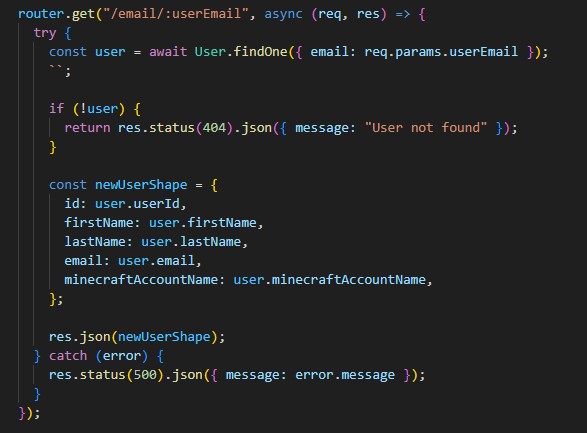 router.get("/email/:userEmail", async (req, res) => {
  try {
    const user = await User.findOne({ email: req.params.userEmail });
    ``;

    if (!user) {
      return res.status(404).json({ message: "User not found" });
    }

    const newUserShape = {
      id: user.userId,
      firstName: user.firstName,
      lastName: user.lastName,
      email: user.email,
      minecraftAccountName: user.minecraftAccountName,
    };

    res.json(newUserShape);
  } catch (error) {
    res.status(500).json({ message: error.message });
  }
});